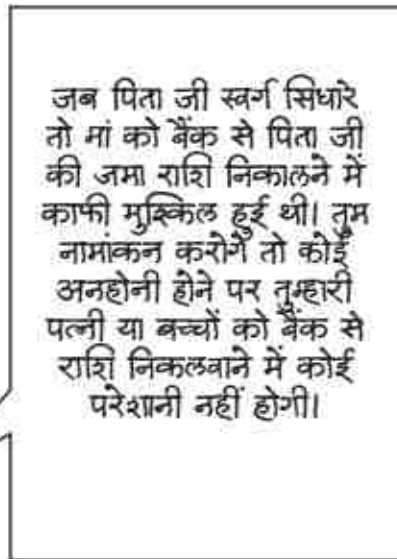 जब पिता जी स्वर्ग सिधारे
तो मां को बैंक से पिता जी
की जमा राशि निकालने में
काफी मुश्किल हुई थी। तुम
नामांकन करोगे तो कोई
अनहोनी होने पर तुम्हारी
पत्नी या बच्चों को बैंक से
राशि निकलवाने में कोई
परेशानी नहीं होगी।